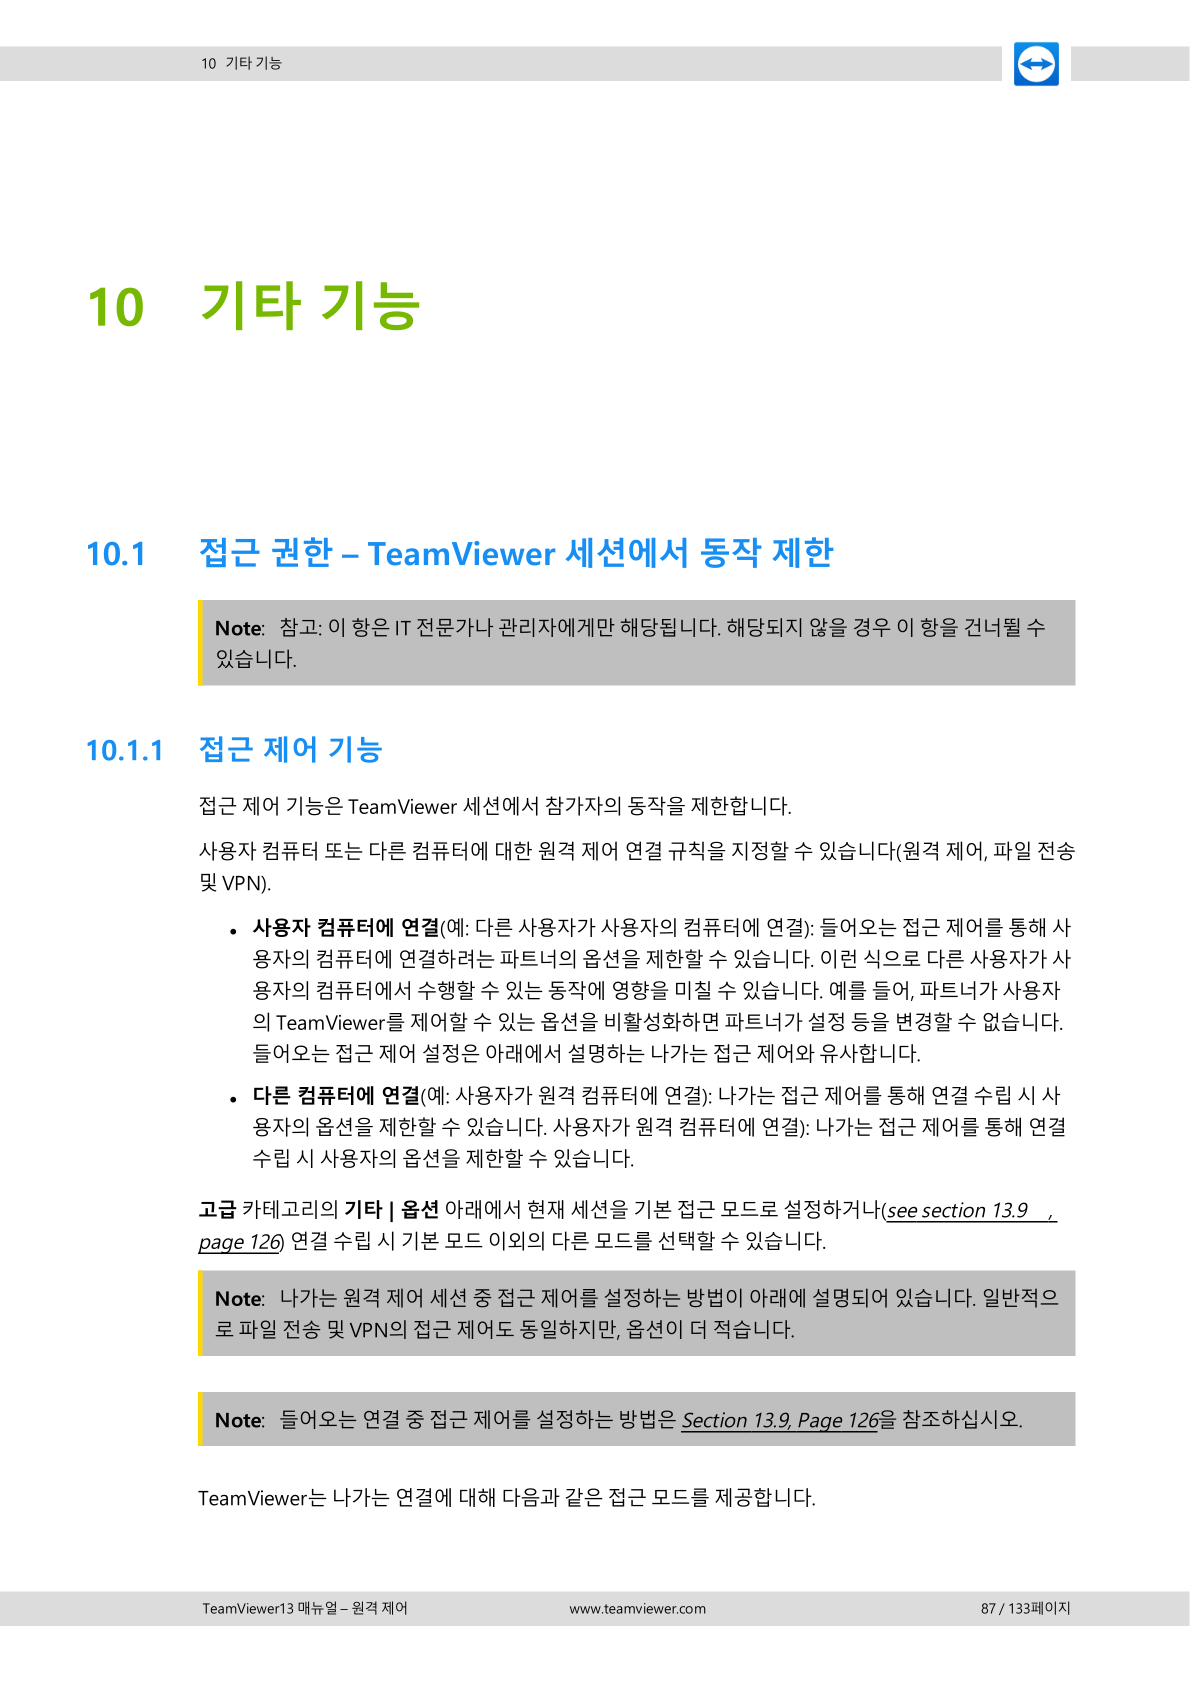 10 기타 기능
10 기타 기능
10.1 접근 권한 – TeamViewer 세션에서 동작 제한
Note: 참고: 이 항은 IT 전문가나 관리자에게만 해당됩니다. 해당되지 않을 경우 이 항을 건너뛸 수
있습니다.
10.1.1 접근 제어 기능
접근 제어 기능은 TeamViewer 세션에서 참가자의 동작을 제한합니다.
사용자 컴퓨터 또는 다른 컴퓨터에 대한 원격 제어 연결 규칙을 지정할 수 있습니다(원격 제어, 파일 전송
및 VPN).
• 사용자 컴퓨터에 연결(예: 다른 사용자가 사용자의 컴퓨터에 연결): 들어오는 접근 제어를 통해 사
용자의 컴퓨터에 연결하려는 파트너의 옵션을 제한할 수 있습니다. 이런 식으로 다른 사용자가 사
용자의 컴퓨터에서 수행할 수 있는 동작에 영향을 미칠 수 있습니다. 예를 들어, 파트너가 사용자
의 TeamViewer를 제어할 수 있는 옵션을 비활성화하면 파트너가 설정 등을 변경할 수 없습니다.
들어오는 접근 제어 설정은 아래에서 설명하는 나가는 접근 제어와 유사합니다.
• 다른 컴퓨터에 연결(예: 사용자가 원격 컴퓨터에 연결): 나가는 접근 제어를 통해 연결 수립 시 사
용자의 옵션을 제한할 수 있습니다. 사용자가 원격 컴퓨터에 연결): 나가는 접근 제어를 통해 연결
수립 시 사용자의 옵션을 제한할 수 있습니다.
고급 카테고리의 기타 | 옵션 아래에서 현재 세션을 기본 접근 모드로 설정하거나(see section 13.9 ,
page 126) 연결 수립 시 기본 모드 이외의 다른 모드를 선택할 수 있습니다.
Note: 나가는 원격 제어 세션 중 접근 제어를 설정하는 방법이 아래에 설명되어 있습니다. 일반적으
로 파일 전송 및 VPN의 접근 제어도 동일하지만, 옵션이 더 적습니다.
Note: 들어오는 연결 중 접근 제어를 설정하는 방법은 Section 13.9, Page 126을 참조하십시오.
TeamViewer는 나가는 연결에 대해 다음과 같은 접근 모드를 제공합니다.
TeamViewer13 매뉴얼 – 원격 제어 www.teamviewer.com 87 / 133페이지